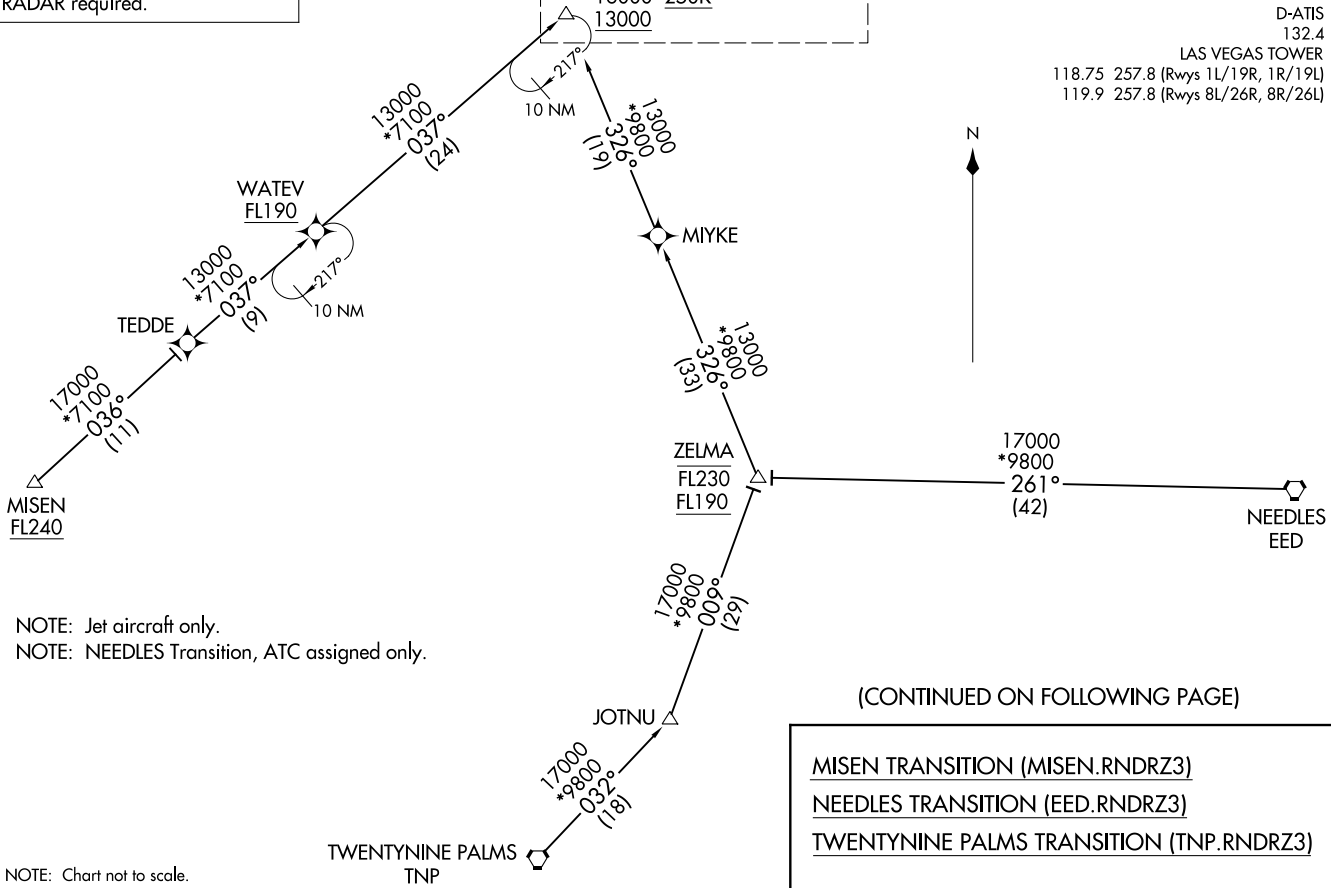 RADAR required.
13000
D-ATIS
132.4
LAS VEGAS TOWER
118.75 257.8 (Rwys 1L/19R, 1R/19L)
119.9 257.8 (Rwys 8L/26R, 8R/26L)
217°
10 NM
13000
*7100
037°
(24)
13000
*9800
326°
(19)
N
WATEV
FL190
MIYKE
217°
10 NM
13000
*7100
037°
(9)
TEDDE
13000
*9800
326°
(33)
17000
*7100
036°
(11)
ZELMA
FL230
FL190
17000
*9800
261°
(42)
MISEN
FL240
NEEDLES
EED
17000
*9800
009°
(29)
NOTE: Jet aircraft only.
NOTE: NEEDLES Transition, ATC assigned only.
(CONTINUED ON FOLLOWING PAGE)
JOTNU
17000
*9800
032°
(18)
MISEN TRANSITION (MISEN.RNDRZ3)
NEEDLES TRANSITION (EED.RNDRZ3)
TWENTYNINE PALMS TRANSITION (TNP.RNDRZ3)
TWENTYNINE PALMS
TNP
NOTE: Chart not to scale.